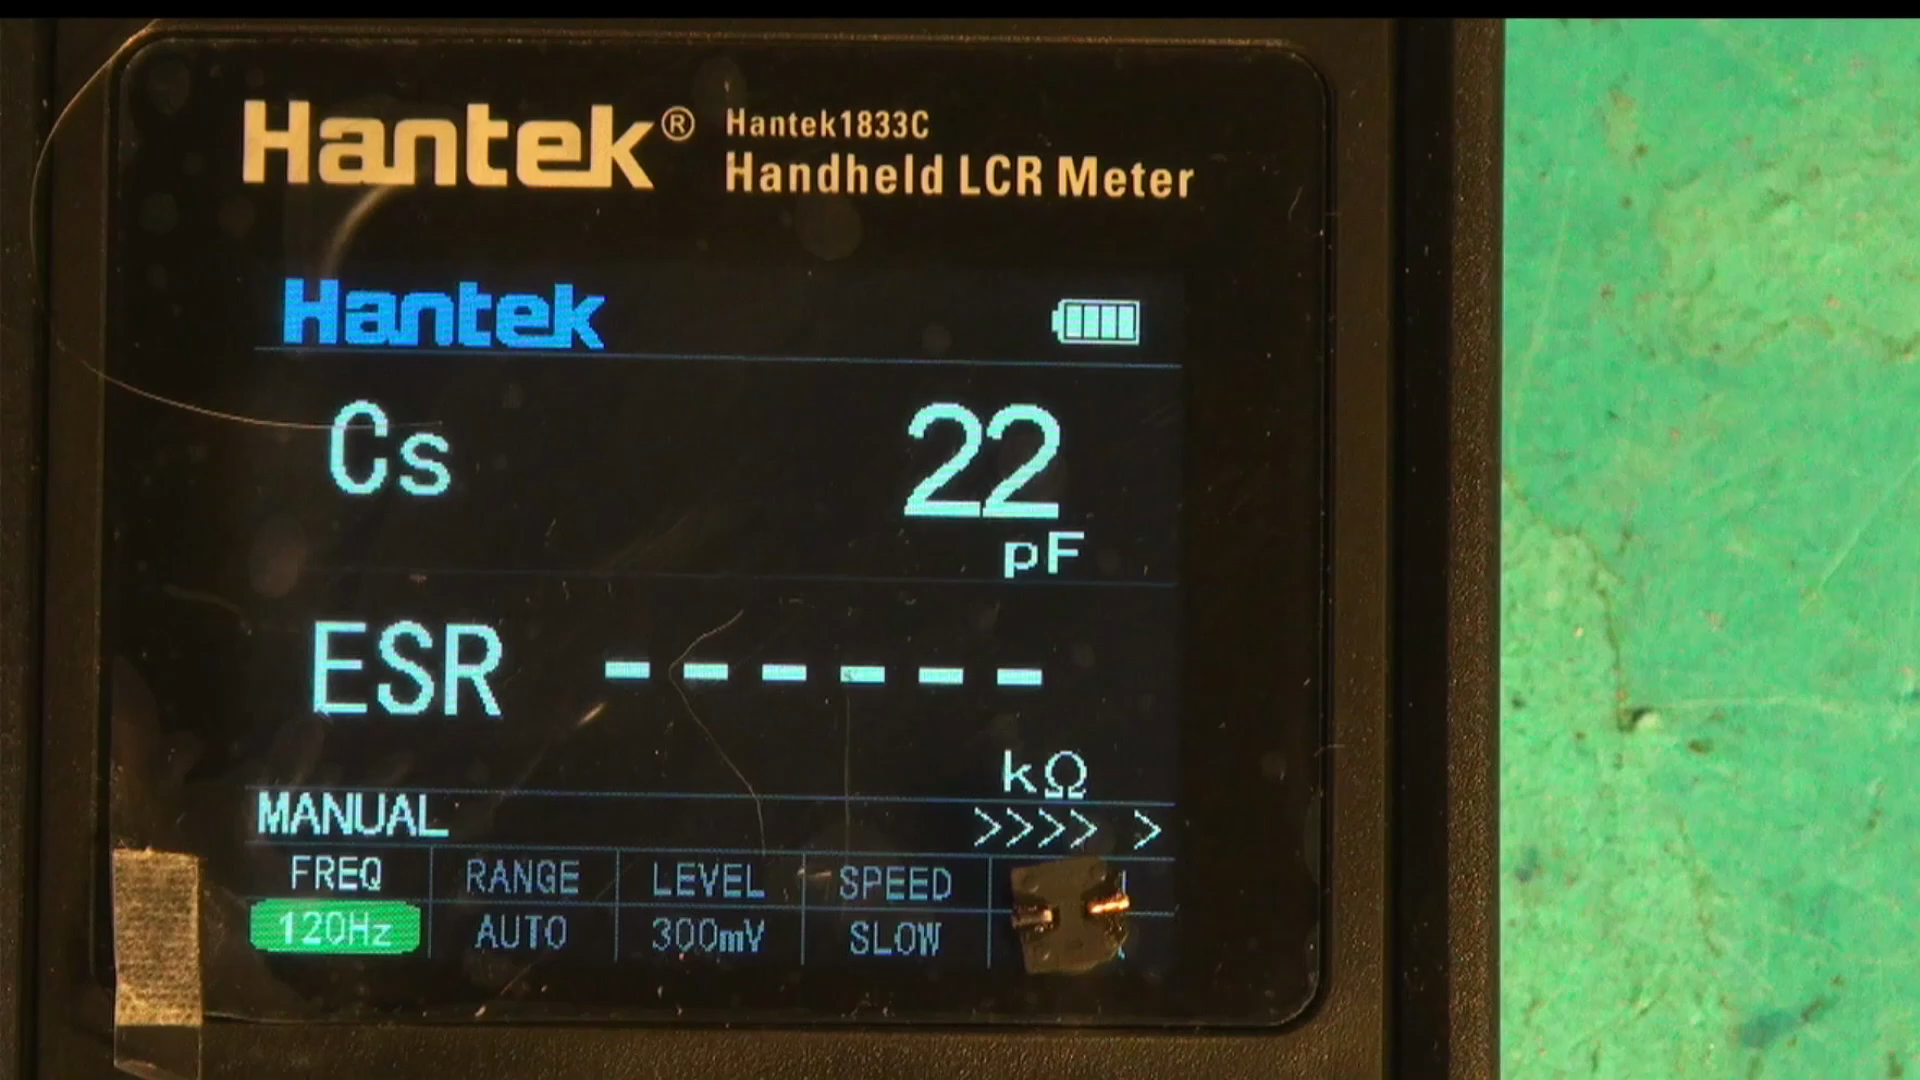 Hantek®
Hantek1833C
Handheld LCR Meter
Hantek
Cs 22
pF
ESR ------
kΩ
MANUAL >>>> >
FREQ RANGE LEVEL SPEED
120Hz AUTO 300mV SLOW